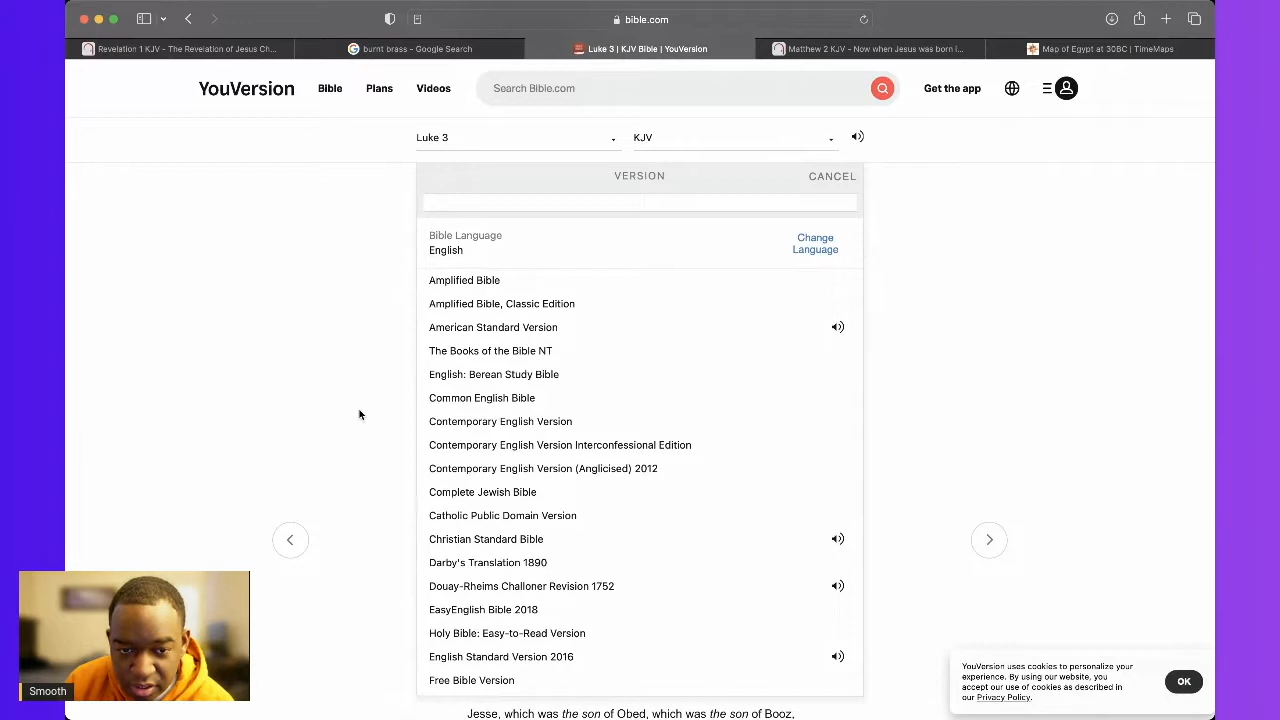 bible.com
Revelation 1 KJV - The Revelation of Jesus Ch...
burnt brass - Google Search
Luke 3 | KJV Bible | YouVersion
Matthew 2 KJV - Now when Jesus was born i...
Map of Egypt at 30BC | TimeMaps
YouVersion
Bible
Plans
Videos
Search Bible.com
Get the app
Luke 3
KJV
VERSION
CANCEL
Bible Language
English
Change
Language
Amplified Bible
Amplified Bible, Classic Edition
American Standard Version
The Books of the Bible NT
English: Berean Study Bible
Common English Bible
Contemporary English Version
Contemporary English Version Interconfessional Edition
Contemporary English Version (Anglicised) 2012
Complete Jewish Bible
Catholic Public Domain Version
Christian Standard Bible
Darby's Translation 1890
Douay-Rheims Challoner Revision 1752
EasyEnglish Bible 2018
Holy Bible: Easy-to-Read Version
English Standard Version 2016
Free Bible Version
Jesse, which was the son of Obed, which was the son of Booz,
YouVersion uses cookies to personalize your
experience. By using our website, you
accept our use of cookies as described in
our Privacy Policy.
OK
Smooth